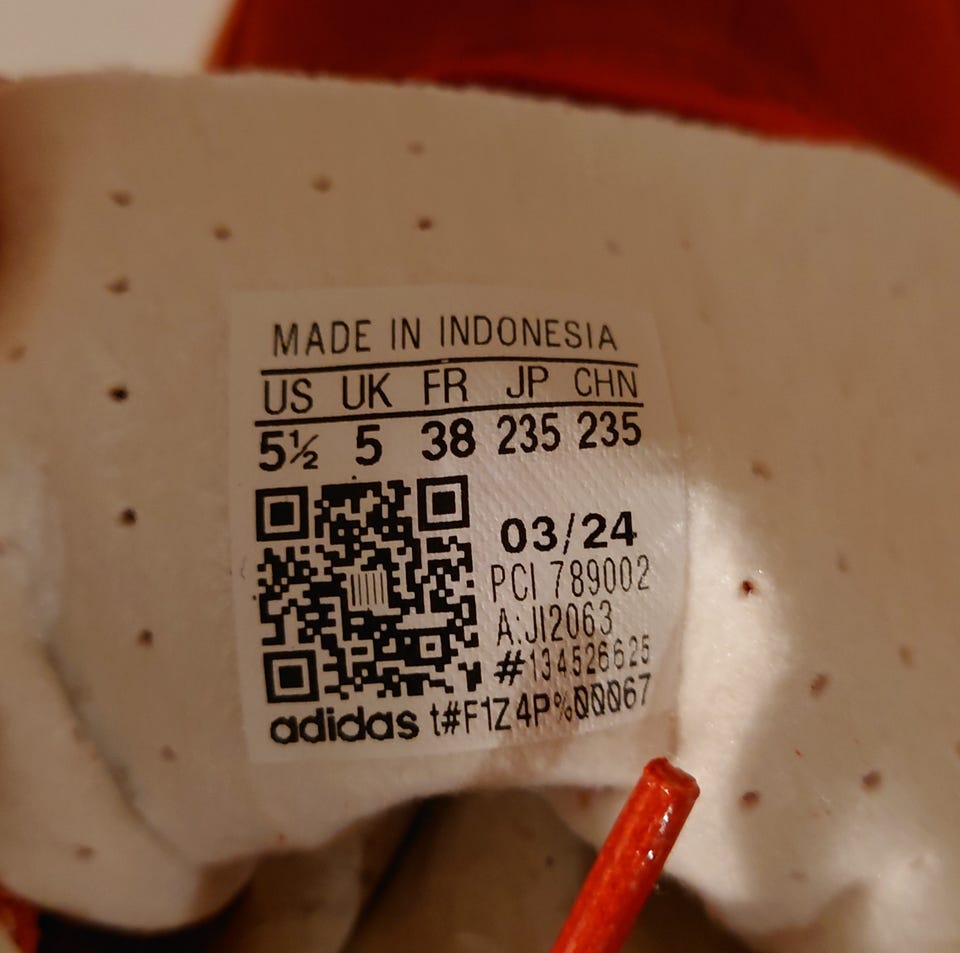 MADE IN INDONESIA
US UK FR JP CHN
5½ 5 38 235 235
03/24
PCI 789002
A:JI2063
#134526625
adidas t#F1Z4P%00067